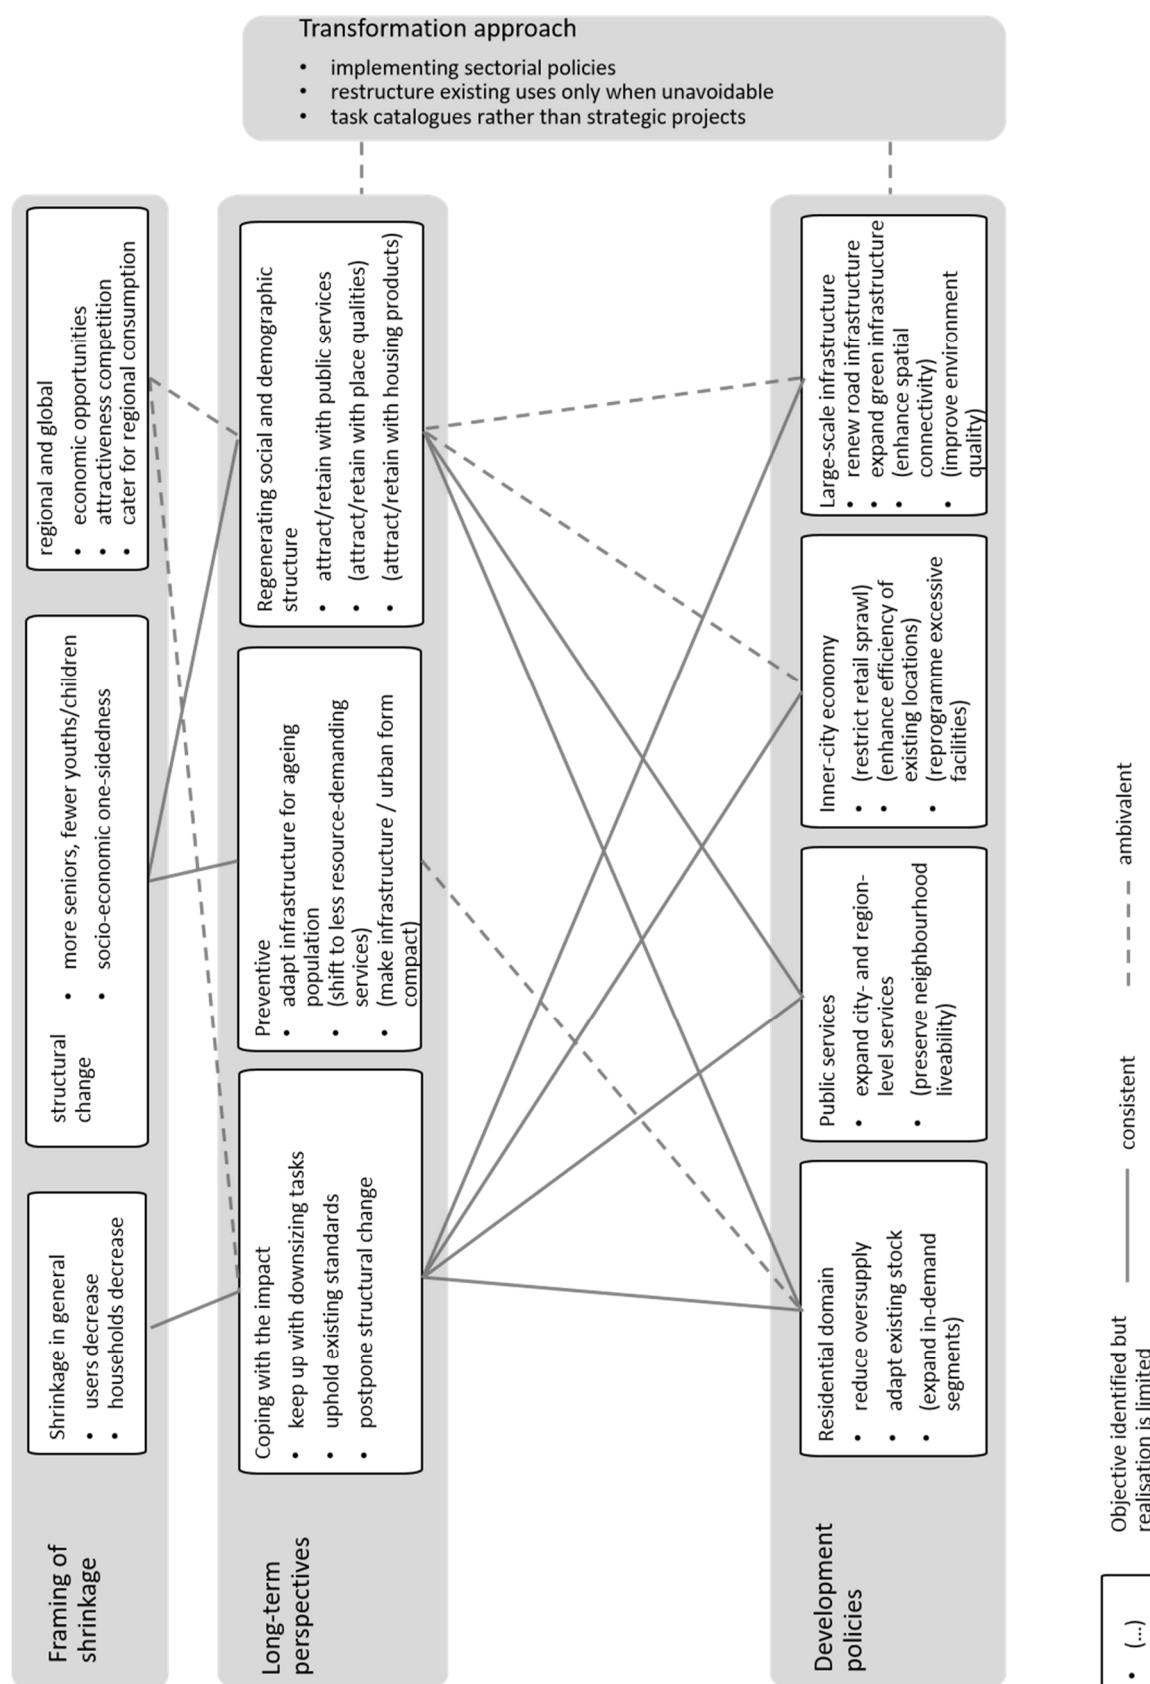 Transformation approach
• implementing sectorial policies
• restructure existing uses only when unavoidable
• task catalogues rather than strategic projects
Framing of
shrinkage
Shrinkage in general
• users decrease
• households decrease
structural
change
• more seniors, fewer youths/children
• socio-economic one-sidedness
regional and global
• economic opportunities
• attractiveness competition
• cater for regional consumption
Long-term
perspectives
Coping with the impact
• keep up with downsizing tasks
• uphold existing standards
• postpone structural change
Preventive
• adapt infrastructure for ageing
population
• (shift to less resource-demanding
services)
• (make infrastructure / urban form
compact)
Regenerating social and demographic
structure
• attract/retain with public services
• (attract/retain with place qualities)
• (attract/retain with housing products)
Development
policies
Residential domain
• reduce oversupply
• adapt existing stock
• (expand in-demand
segments)
Public services
• expand city- and region-
level services
• (preserve neighbourhood
liveability)
Inner-city economy
• (restrict retail sprawl)
• (enhance efficiency of
existing locations)
• (reprogramme excessive
facilities)
Large-scale infrastructure
• renew road infrastructure
• expand green infrastructure
• (enhance spatial
connectivity)
• (improve environment
quality)
• (...)
Objective identified but
realisation is limited
consistent
ambivalent